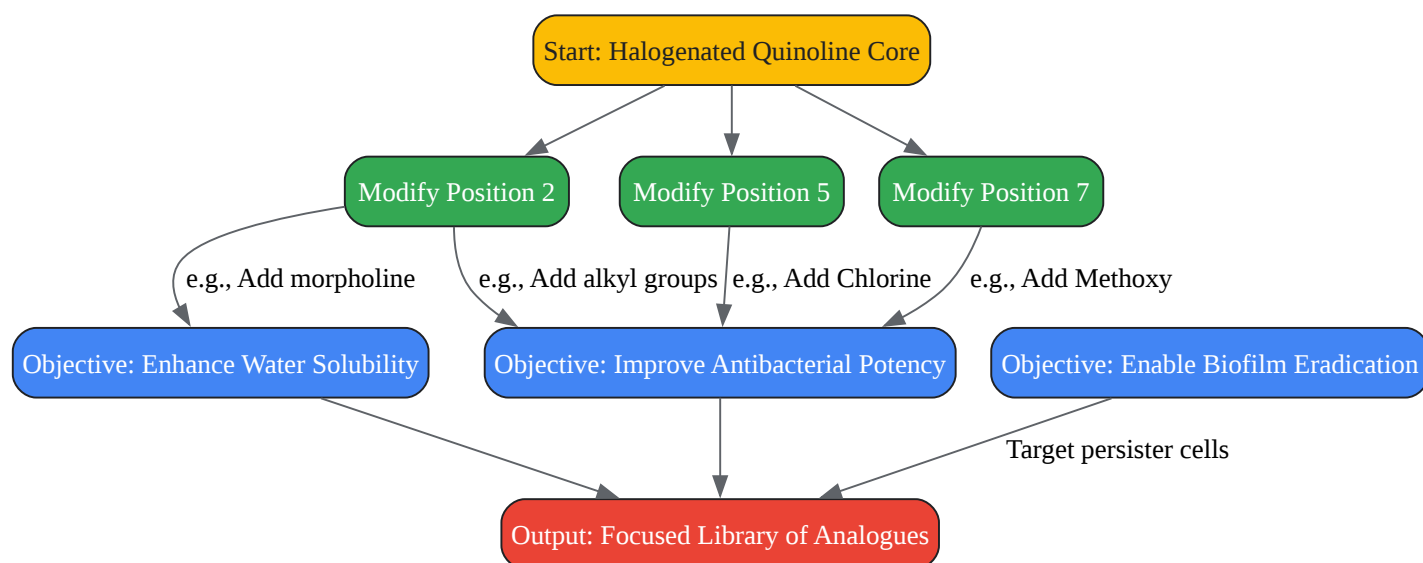 Start: Halogenated Quinoline Core
Modify Position 2
Modify Position 5
Modify Position 7
e.g., Add morpholine
e.g., Add alkyl groups
e.g., Add Chlorine
e.g., Add Methoxy
Objective: Enhance Water Solubility
Objective: Improve Antibacterial Potency
Objective: Enable Biofilm Eradication
Target persister cells
Output: Focused Library of Analogues